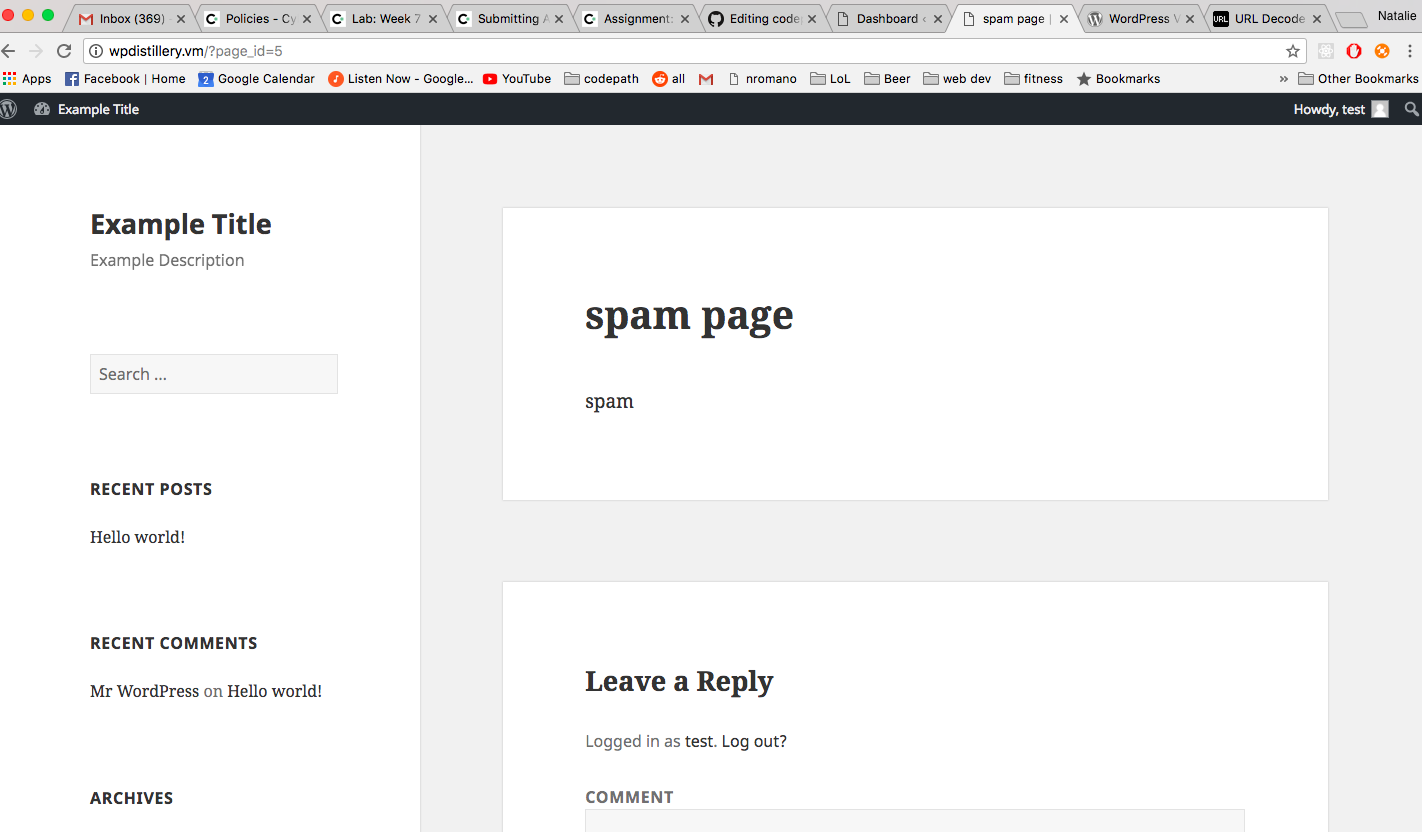 Inbox (369)
Policies - Cy
Lab: Week 7
Submitting A
Assignment:
Editing code
Dashboard
spam page |
WordPress V
URL
URL Decode
Natalie
wpdistillery.vm/?page_id=5
Apps
Facebook | Home
2
Google Calendar
Listen Now - Google...
YouTube
codepath
all
nromano
LoL
Beer
web dev
fitness
Bookmarks
»
Other Bookmarks
Example Title
Howdy, test
Example Title
Example Description
Search ...
RECENT POSTS
Hello world!
RECENT COMMENTS
Mr WordPress on Hello world!
ARCHIVES
spam page
spam
Leave a Reply
Logged in as test. Log out?
COMMENT